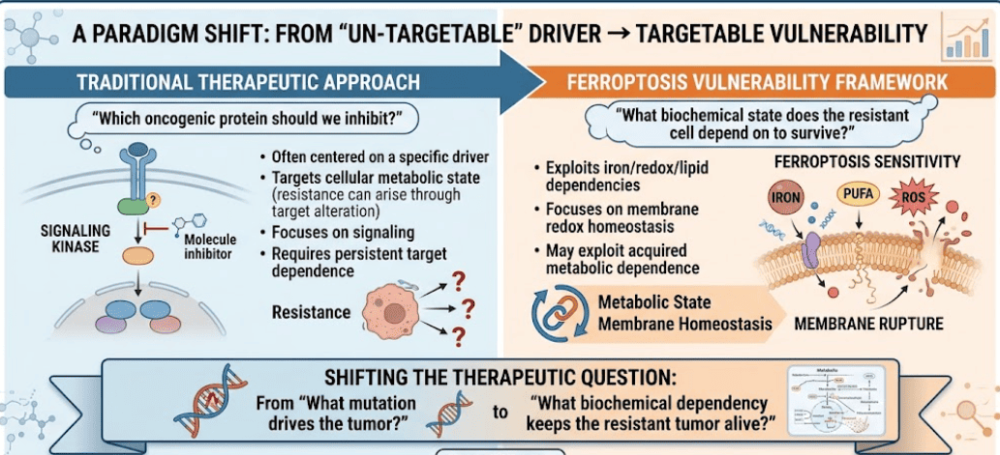 A PARADIGM SHIFT: FROM “UN-TARGETABLE” DRIVER → TARGETABLE VULNERABILITY
TRADITIONAL THERAPEUTIC APPROACH
“Which oncogenic protein should we inhibit?”
?
SIGNALING
KINASE
Molecule
inhibitor
• Often centered on a specific driver
• Targets cellular metabolic state
(resistance can arise through
target alteration)
• Focuses on signaling
• Requires persistent target
dependence
Resistance
?
?
?
FERROPTOSIS VULNERABILITY FRAMEWORK
“What biochemical state does the resistant
cell depend on to survive?”
• Exploits iron/redox/lipid
dependencies
• Focuses on membrane
redox homeostasis
• May exploit acquired
metabolic dependence
Metabolic State
Membrane Homeostasis
FERROPTOSIS SENSITIVITY
IRON
PUFA
ROS
MEMBRANE RUPTURE
SHIFTING THE THERAPEUTIC QUESTION:
From “What mutation
drives the tumor?”
to
“What biochemical dependency
keeps the resistant tumor alive?”